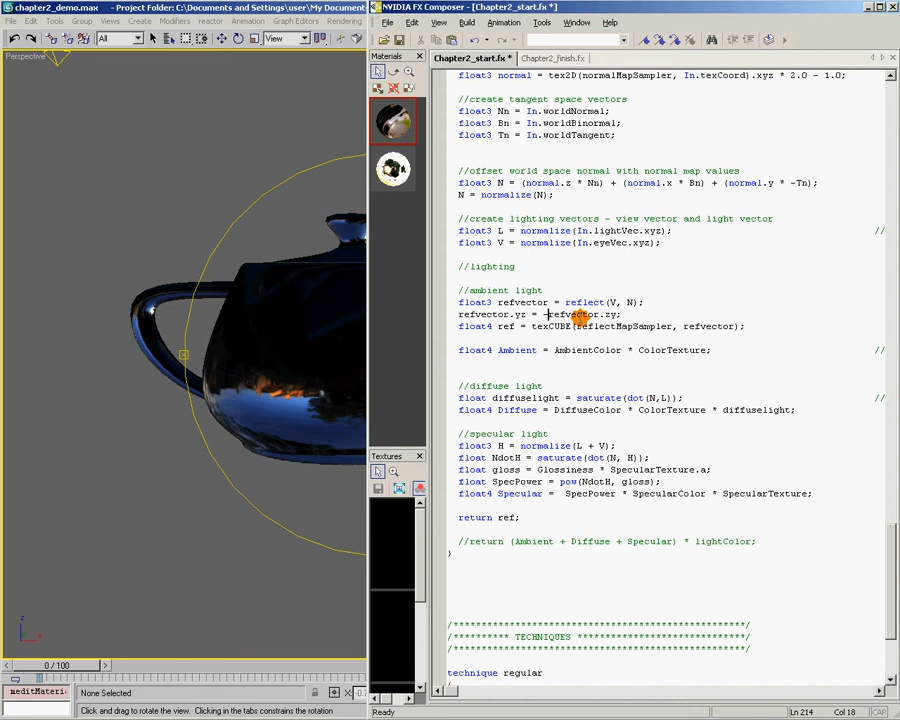 chapter2_demo.max - Project Folder: C:\Documents and Settings\user\My Document
File Edit Tools Group Views Create Modifiers reactor Animation Graph Editors Rendering
All
View
Perspective
z
x
0 / 100
meditMateri
None Selected
X
Click and drag to rotate the view. Clicking in the tabs constrains the rotation
NVIDIA FX Composer - [Chapter2_start.fx *]
File Edit View Build Tools Window Help
Materials
Textures
Chapter2_start.fx * Chapter2_finish.fx
float3 normal = tex2D(normalMapSampler, In.texCoord).xyz * 2.0 - 1.0;
//create tangent space vectors
float3 Nn = In.worldNormal;
float3 Bn = In.worldBinormal;
float3 Tn = In.worldTangent;
//offset world space normal with normal map values
float3 N = (normal.z * Nn) + (normal.x * Bn) + (normal.y * -Tn);
N = normalize(N);
//create lighting vectors - view vector and light vector
float3 L = normalize(In.lightVec.xyz); //
float3 V = normalize(In.eyeVec.xyz);
//lighting
//ambient light
float3 refvector = reflect(V, N);
refvector.yz = -refvector.zy;
float4 ref = texCUBE(reflectMapSampler, refvector);
float4 Ambient = AmbientColor * ColorTexture; //
//diffuse light
float diffuselight = saturate(dot(N,L)); //
float4 Diffuse = DiffuseColor * ColorTexture * diffuselight;
//specular light
float3 H = normalize(L + V);
float NdotH = saturate(dot(N, H));
float gloss = Glossiness * SpecularTexture.a;
float SpecPower = pow(NdotH, gloss);
float4 Specular = SpecPower * SpecularColor * SpecularTexture;
return ref;
//return (Ambient + Diffuse + Specular) * lightColor;
}
/**************************************************/
/********** TECHNIQUES ****************************/
/**************************************************/
technique regular
Ready
Ln 214 Col 18 CAP